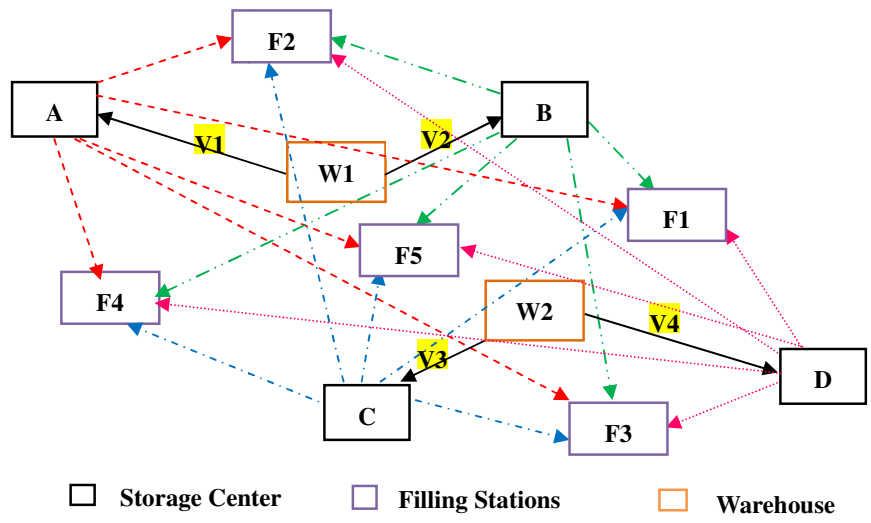 F2
A
B
V1
V2
W1
F1
F5
F4
W2
V4
V3
D
C
F3
Storage Center
Filling Stations
Warehouse